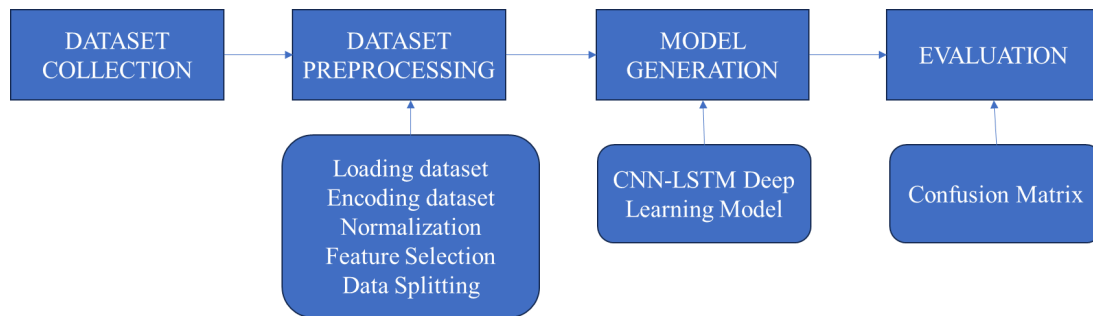 DATASET
COLLECTION
DATASET
PREPROCESSING
MODEL
GENERATION
EVALUATION
Loading dataset
Encoding dataset
Normalization
Feature Selection
Data Splitting
CNN-LSTM Deep
Learning Model
Confusion Matrix